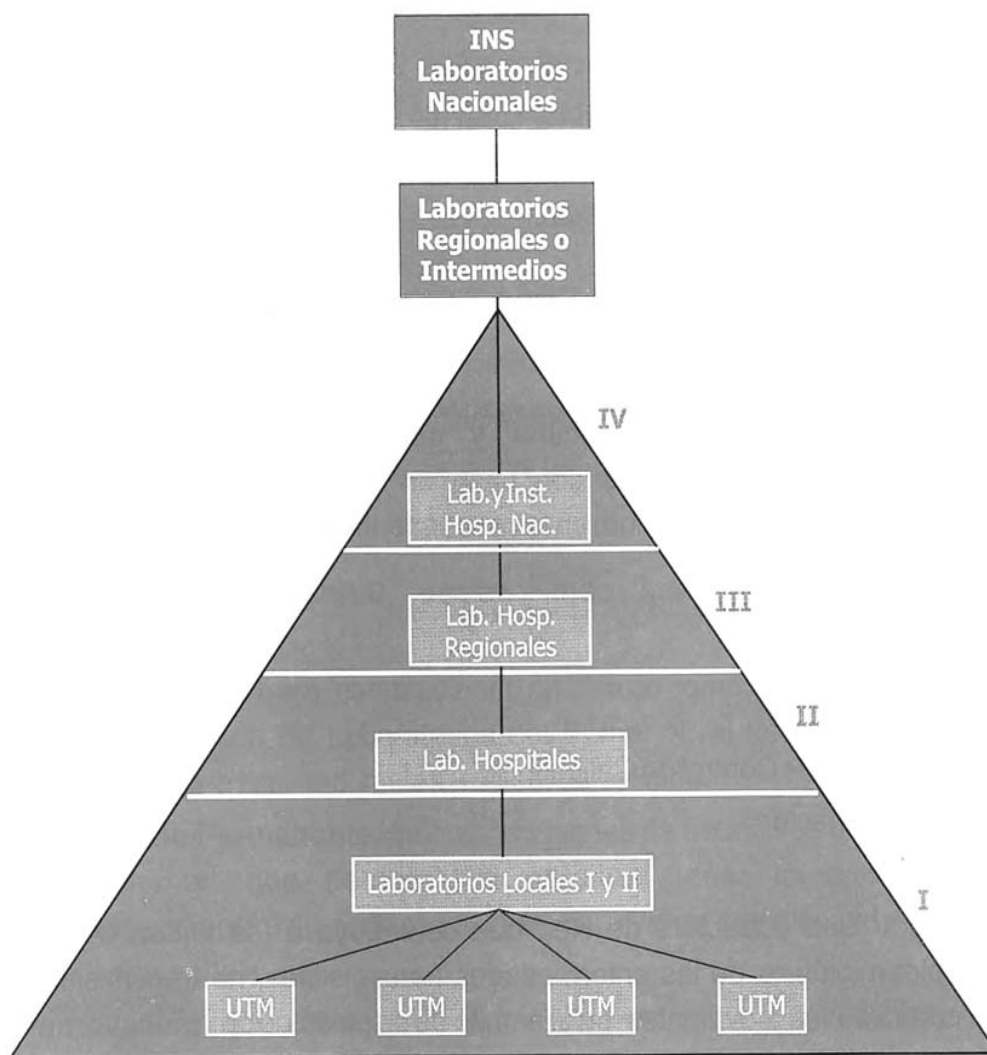 INS
Laboratorios
Nacionales
Laboratorios
Regionales o
Intermedios
IV
Lab.yInst.
Hosp. Nac.
III
Lab. Hosp.
Regionales
II
Lab. Hospitales
I
Laboratorios Locales I y II
UTM UTM UTM UTM